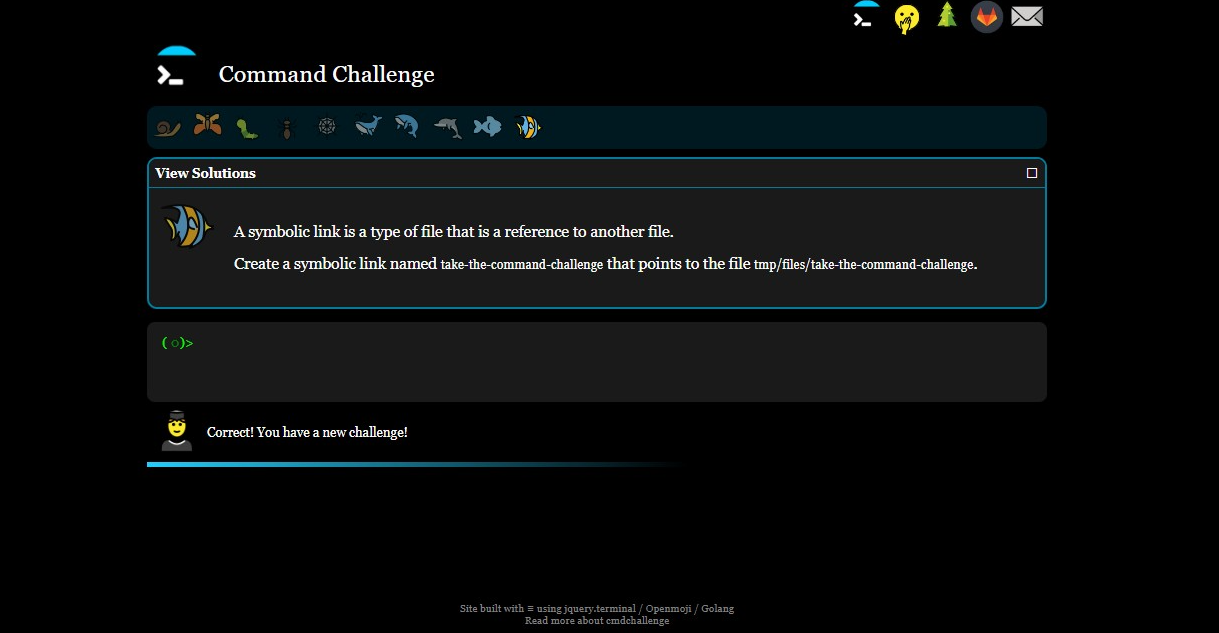 Command Challenge
View Solutions
A symbolic link is a type of file that is a reference to another file.
Create a symbolic link named take-the-command-challenge that points to the file tmp/files/take-the-command-challenge.
( ○)>
Correct! You have a new challenge!
Site built with ≡ using jquery.terminal / Openmoji / Golang
Read more about cmdchallenge